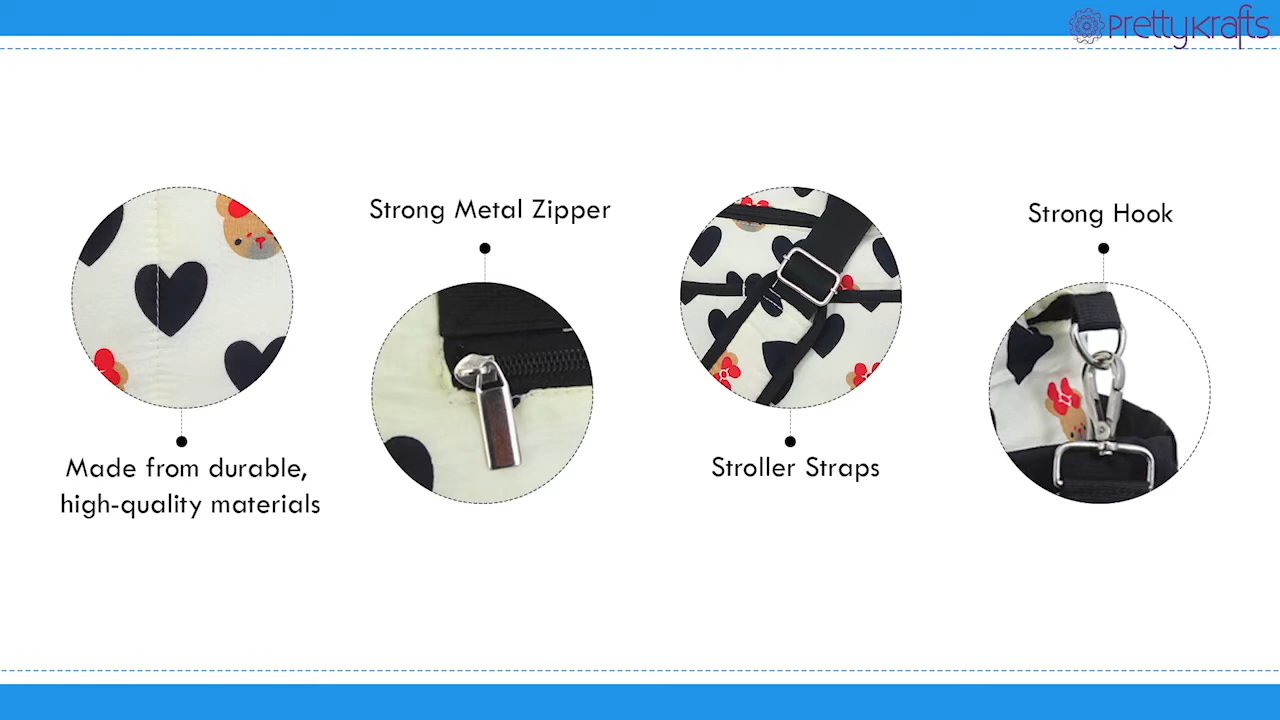 PrettyKrafts
Strong Metal Zipper
Strong Hook
Made from durable,
high-quality materials
Stroller Straps